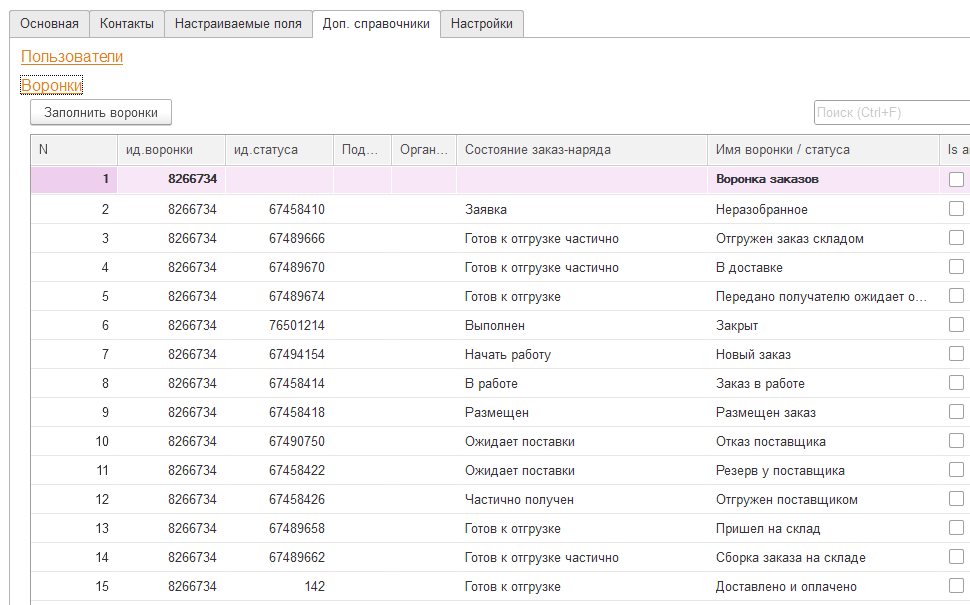 Основная Контакты Настраиваемые поля Доп. справочники Настройки
Пользователи
Воронки
Заполнить воронки Поиск (Ctrl+F)
N ид.воронки ид.статуса Под... Орган... Состояние заказ-наряда Имя воронки / статуса Is a
1 8266734 Воронка заказов
2 8266734 67458410 Заявка Неразобранное
3 8266734 67489666 Готов к отгрузке частично Отгружен заказ складом
4 8266734 67489670 Готов к отгрузке частично В доставке
5 8266734 67489674 Готов к отгрузке Передано получателю ожидает о...
6 8266734 76501214 Выполнен Закрыт
7 8266734 67494154 Начать работу Новый заказ
8 8266734 67458414 В работе Заказ в работе
9 8266734 67458418 Размещен Размещен заказ
10 8266734 67490750 Ожидает поставки Отказ поставщика
11 8266734 67458422 Ожидает поставки Резерв у поставщика
12 8266734 67458426 Частично получен Отгружен поставщиком
13 8266734 67489658 Готов к отгрузке Пришел на склад
14 8266734 67489662 Готов к отгрузке частично Сборка заказа на складе
15 8266734 142 Готов к отгрузке Доставлено и оплачено